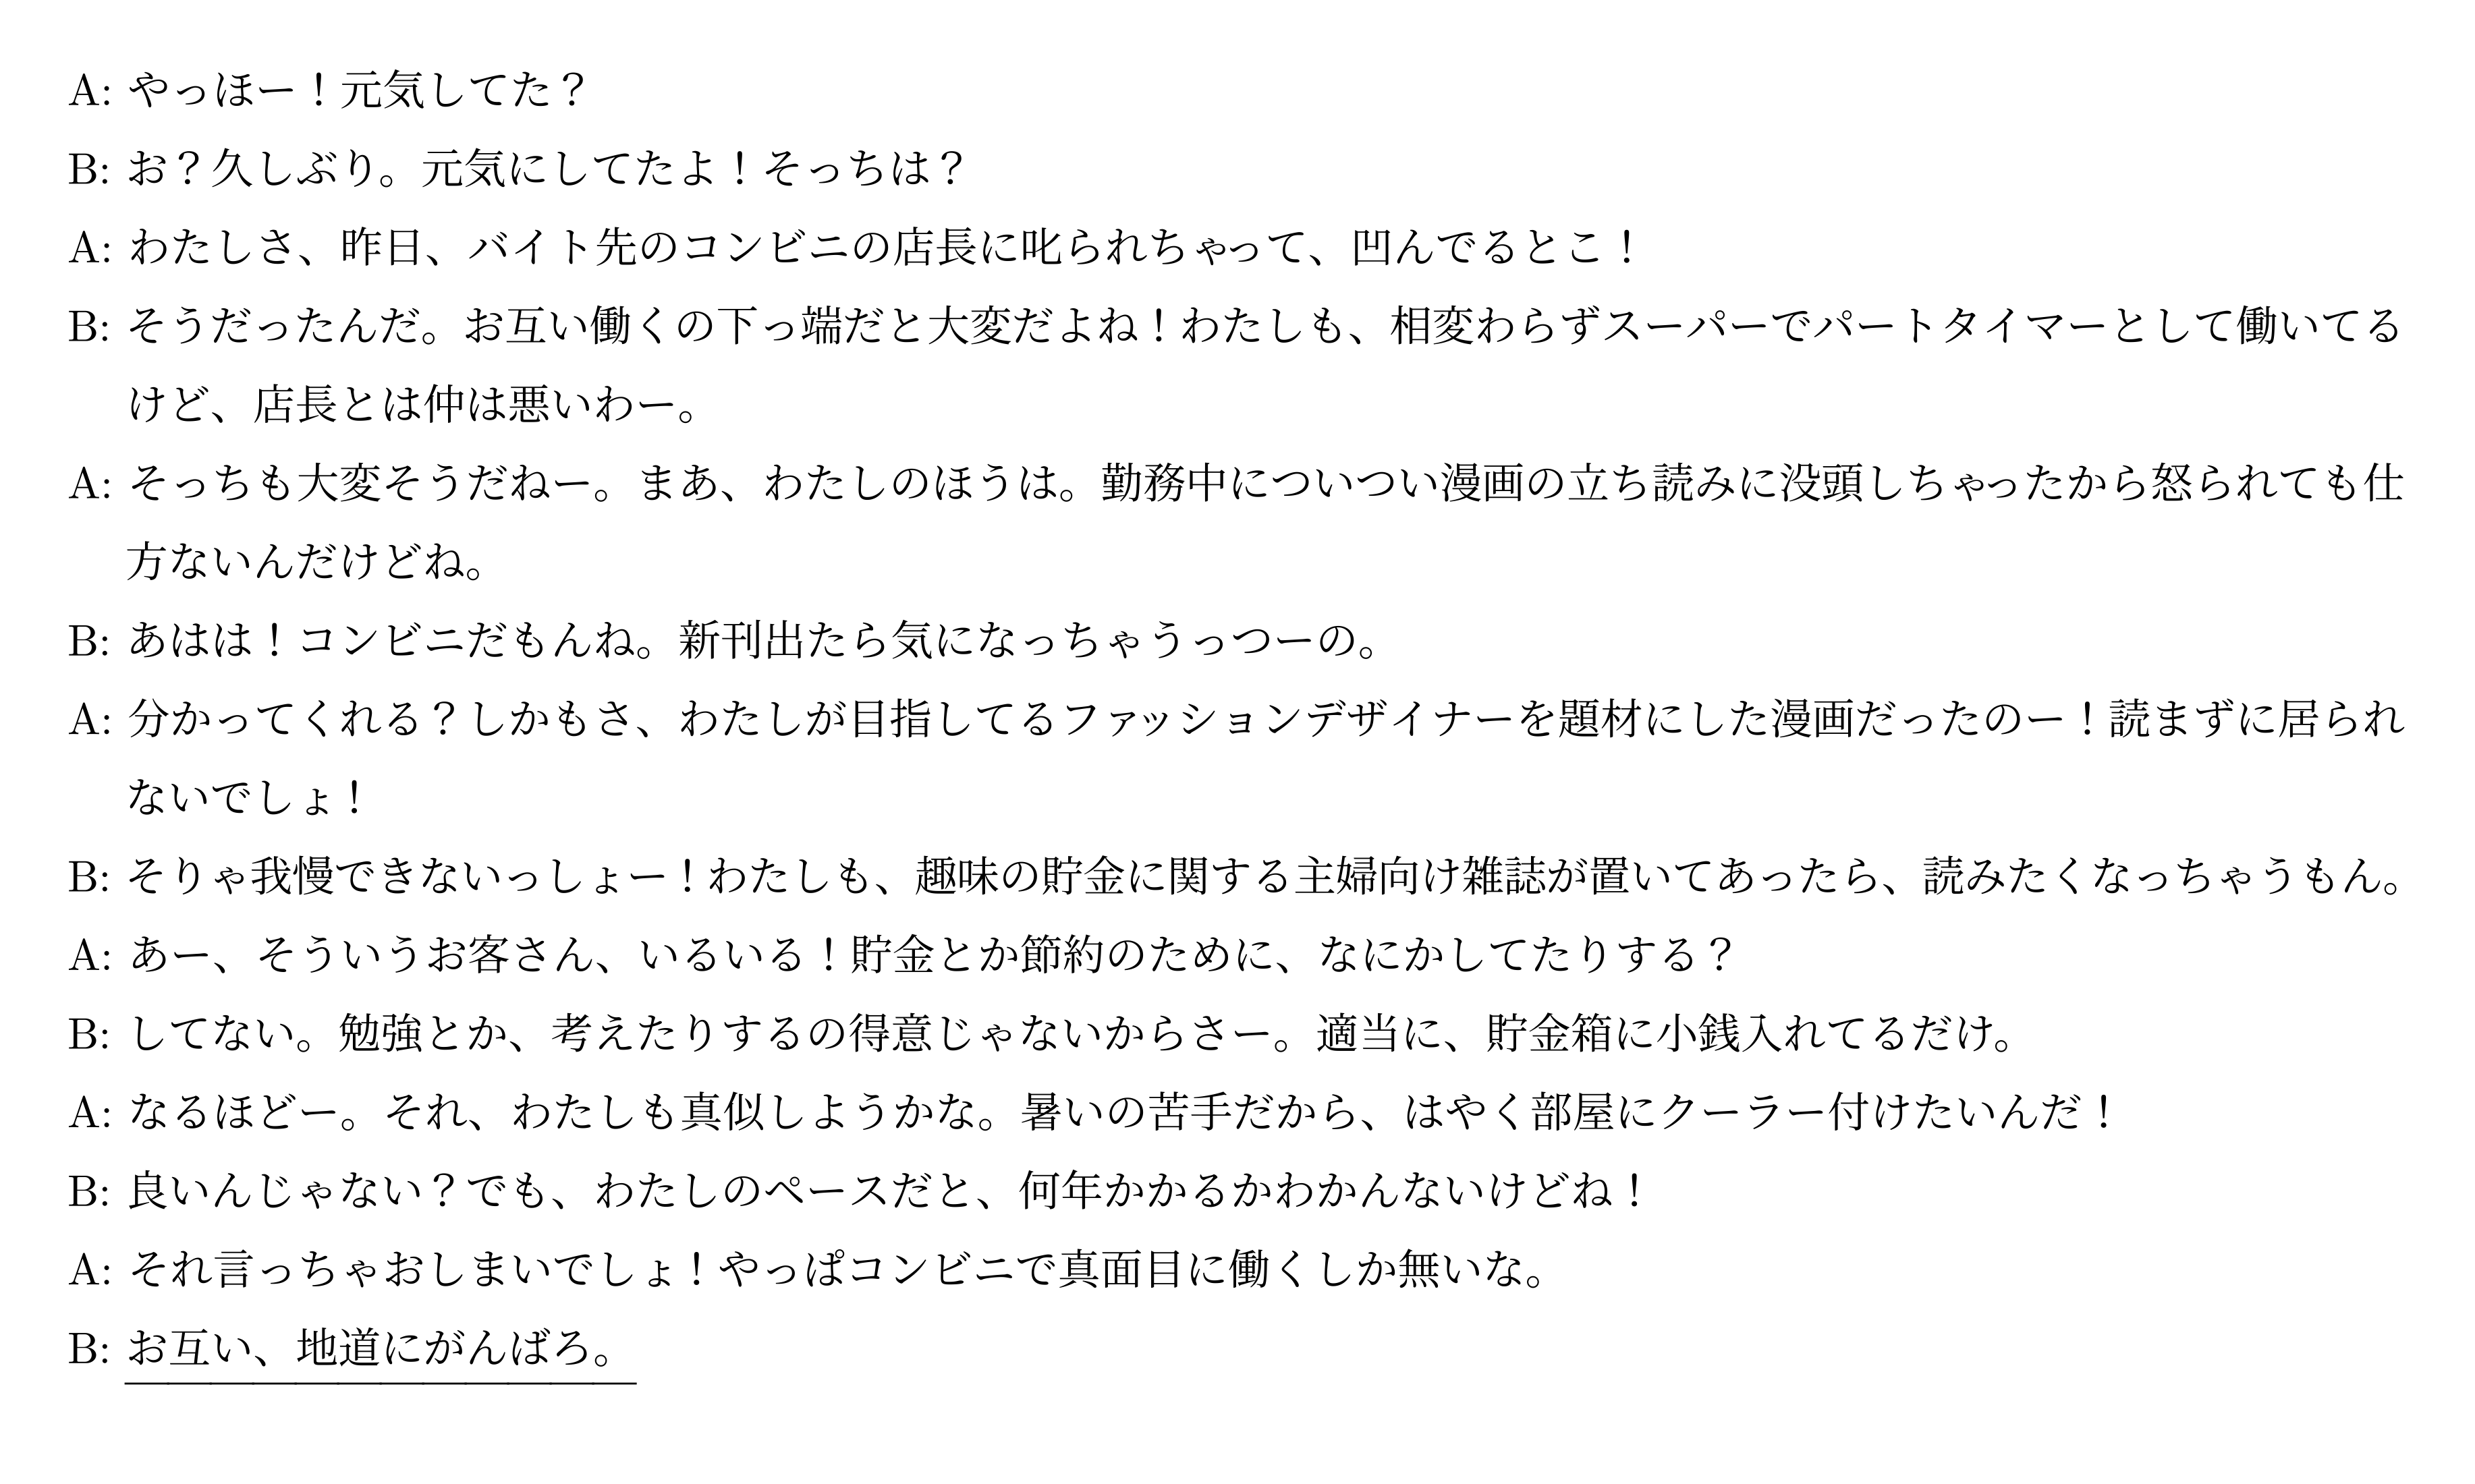 A: やっほー！元気してた？
B: お？久しぶり。元気にしてたよ！そっちは？
A: わたしさ、昨日、バイト先のコンビニの店長に叱られちゃって、凹んでるとこ！
B: そうだったんだ。お互い働くの下っ端だと大変だよね！わたしも、相変わらずスーパーでパートタイマーとして働いてる
けど、店長とは仲は悪いわー。
A: そっちも大変そうだねー。まあ、わたしのほうは。勤務中についつい漫画の立ち読みに没頭しちゃったから怒られても仕
方ないんだけどね。
B: あはは！コンビニだもんね。新刊出たら気になっちゃうっつーの。
A: 分かってくれる？しかもさ、わたしが目指してるファッションデザイナーを題材にした漫画だったのー！読まずに居られ
ないでしょ！
B: そりゃ我慢できないっしょー！わたしも、趣味の貯金に関する主婦向け雑誌が置いてあったら、読みたくなっちゃうもん。
A: あー、そういうお客さん、いるいる！貯金とか節約のために、なにかしてたりする？
B: してない。勉強とか、考えたりするの得意じゃないからさー。適当に、貯金箱に小銭入れてるだけ。
A: なるほどー。それ、わたしも真似しようかな。暑いの苦手だから、はやく部屋にクーラー付けたいんだ！
B: 良いんじゃない？でも、わたしのペースだと、何年かかるかわかんないけどね！
A: それ言っちゃおしまいでしょ！やっぱコンビニで真面目に働くしか無いな。
B: お互い、地道にがんばろ。